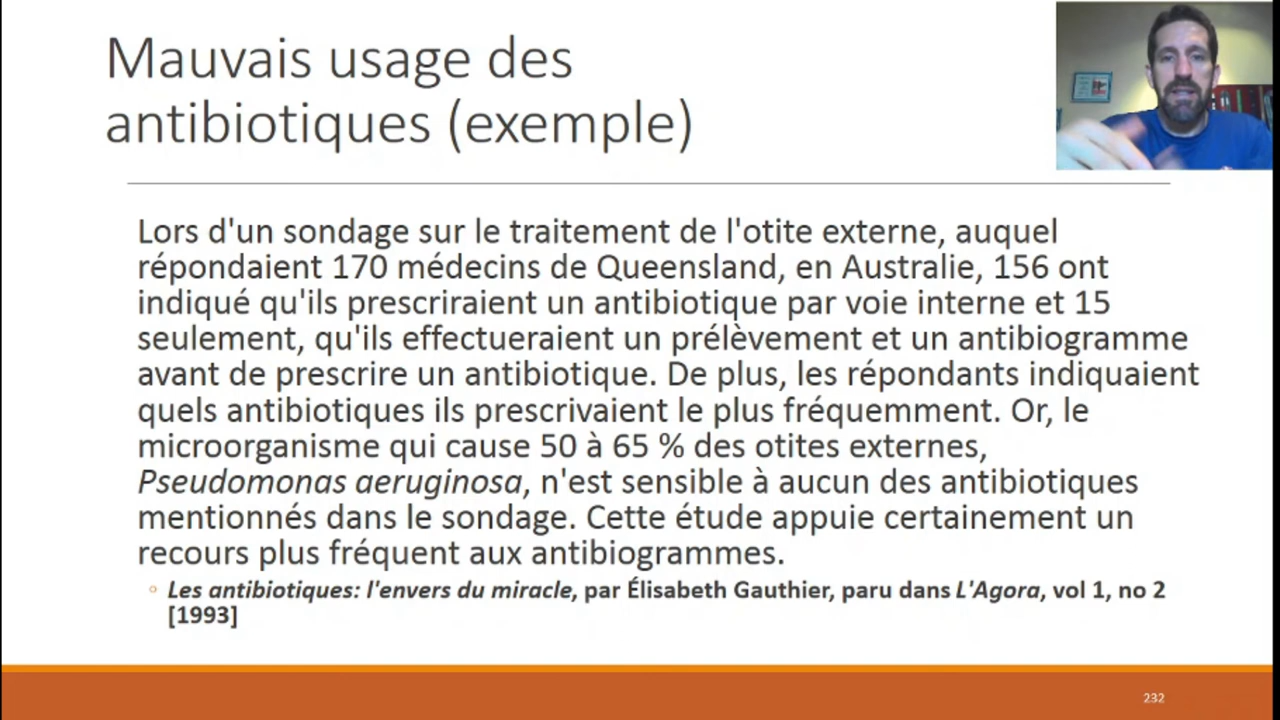 Mauvais usage des
antibiotiques (exemple)
Lors d'un sondage sur le traitement de l'otite externe, auquel
répondaient 170 médecins de Queensland, en Australie, 156 ont
indiqué qu'ils prescriraient un antibiotique par voie interne et 15
seulement, qu'ils effectueraient un prélèvement et un antibiogramme
avant de prescrire un antibiotique. De plus, les répondants indiquaient
quels antibiotiques ils prescrivaient le plus fréquemment. Or, le
microorganisme qui cause 50 à 65 % des otites externes,
Pseudomonas aeruginosa, n'est sensible à aucun des antibiotiques
mentionnés dans le sondage. Cette étude appuie certainement un
recours plus fréquent aux antibiogrammes.
◦ Les antibiotiques: l'envers du miracle, par Élisabeth Gauthier, paru dans L'Agora, vol 1, no 2
[1993]
232